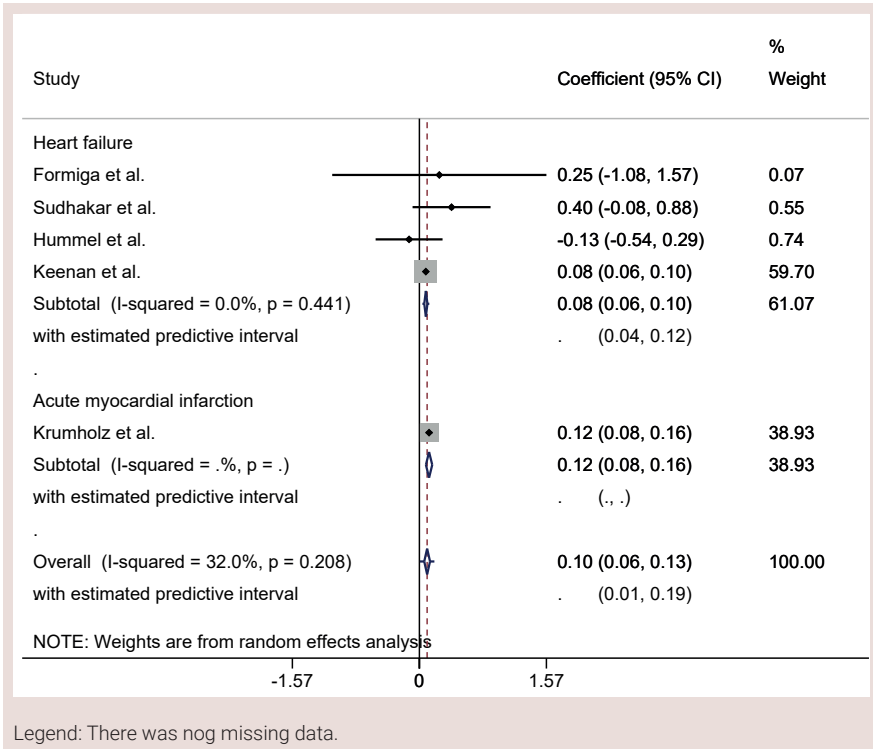 %
Study Coefficient (95% CI) Weight
Heart failure
Formiga et al. 0.25 (-1.08, 1.57) 0.07
Sudhakar et al. 0.40 (-0.08, 0.88) 0.55
Hummel et al. -0.13 (-0.54, 0.29) 0.74
Keenan et al. 0.08 (0.06, 0.10) 59.70
Subtotal (I-squared = 0.0%, p = 0.441) 0.08 (0.06, 0.10) 61.07
with estimated predictive interval . (0.04, 0.12)
.
Acute myocardial infarction
Krumholz et al. 0.12 (0.08, 0.16) 38.93
Subtotal (I-squared = .%, p = .) 0.12 (0.08, 0.16) 38.93
with estimated predictive interval . (., .)
.
Overall (I-squared = 32.0%, p = 0.208) 0.10 (0.06, 0.13) 100.00
with estimated predictive interval . (0.01, 0.19)
NOTE: Weights are from random effects analysis
-1.57 0 1.57
Legend: There was nog missing data.